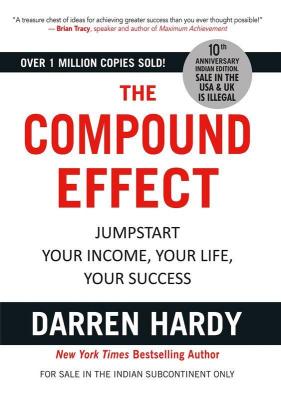 "A treasure chest of ideas for achieving greater success than you ever thought possible!"
— Brian Tracy, speaker and author of Maximum Achievement
OVER 1 MILLION COPIES SOLD!
10th
ANNIVERSARY
INDIAN EDITION.
SALE IN THE
USA & UK
IS ILLEGAL
THE
COMPOUND
EFFECT
JUMPSTART
YOUR INCOME, YOUR LIFE,
YOUR SUCCESS
DARREN HARDY
New York Times Bestselling Author
FOR SALE IN THE INDIAN SUBCONTINENT ONLY